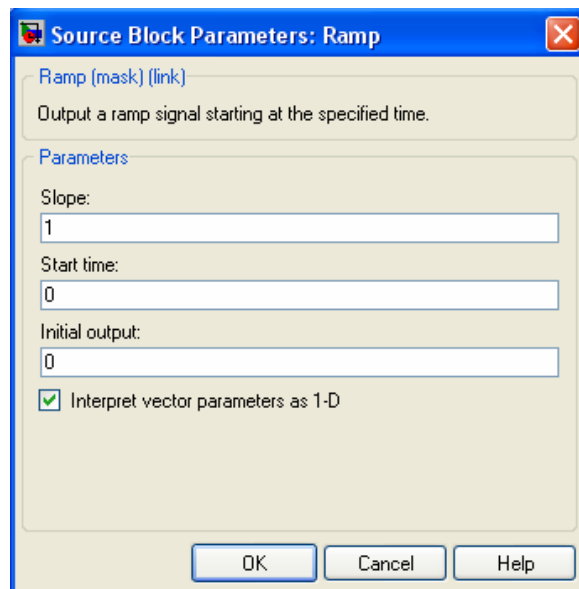 Source Block Parameters: Ramp
Ramp (mask) (link)
Output a ramp signal starting at the specified time.
Parameters
Slope:
1
Start time:
0
Initial output:
0
Interpret vector parameters as 1-D
OK Cancel Help